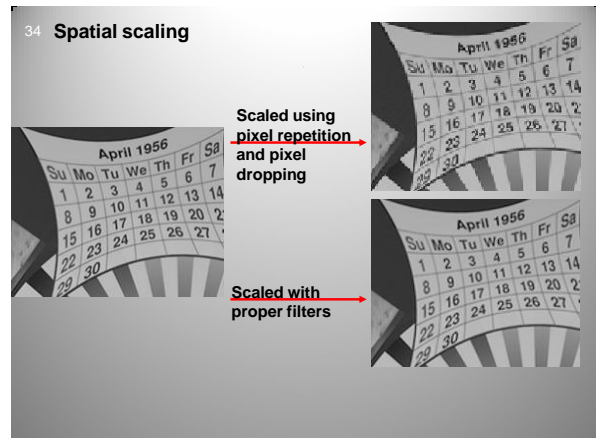 34 Spatial scaling
April 1956
Su Mo Tu We Th Fr Sa
1 2 3 4 5 6 7
8 9 10 11 12 13 14
15 16 17 18 19 20
22 23 24 25 26 27
29 30
Scaled using
pixel repetition
and pixel
dropping
April 1956
Su Mo Tu We Th Fr Sa
1 2 3 4 5 6 7
8 9 10 11 12 13 14
15 16 17 18 19 20
22 23 24 25 26 27
29 30
Scaled with
proper filters
April 1956
Su Mo Tu We Th Fr Sa
1 2 3 4 5 6 7
8 9 10 11 12 13 14
15 16 17 18 19 20
22 23 24 25 26 27
29 30